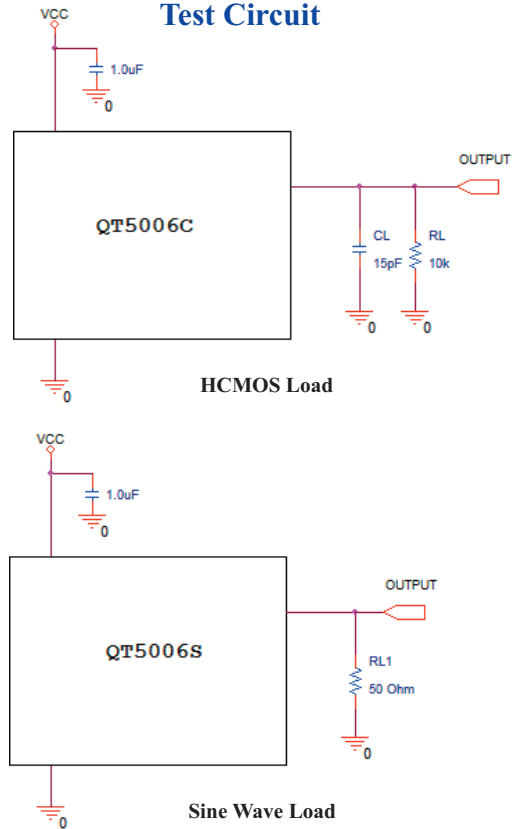 Test Circuit
VCC
1.0uF
0
OUTPUT
QT5006C
CL
RL
15pF
10k
0
0
0
HCMOS Load
VCC
1.0uF
0
OUTPUT
QT5006S
RL1
50 Ohm
0
0
Sine Wave Load